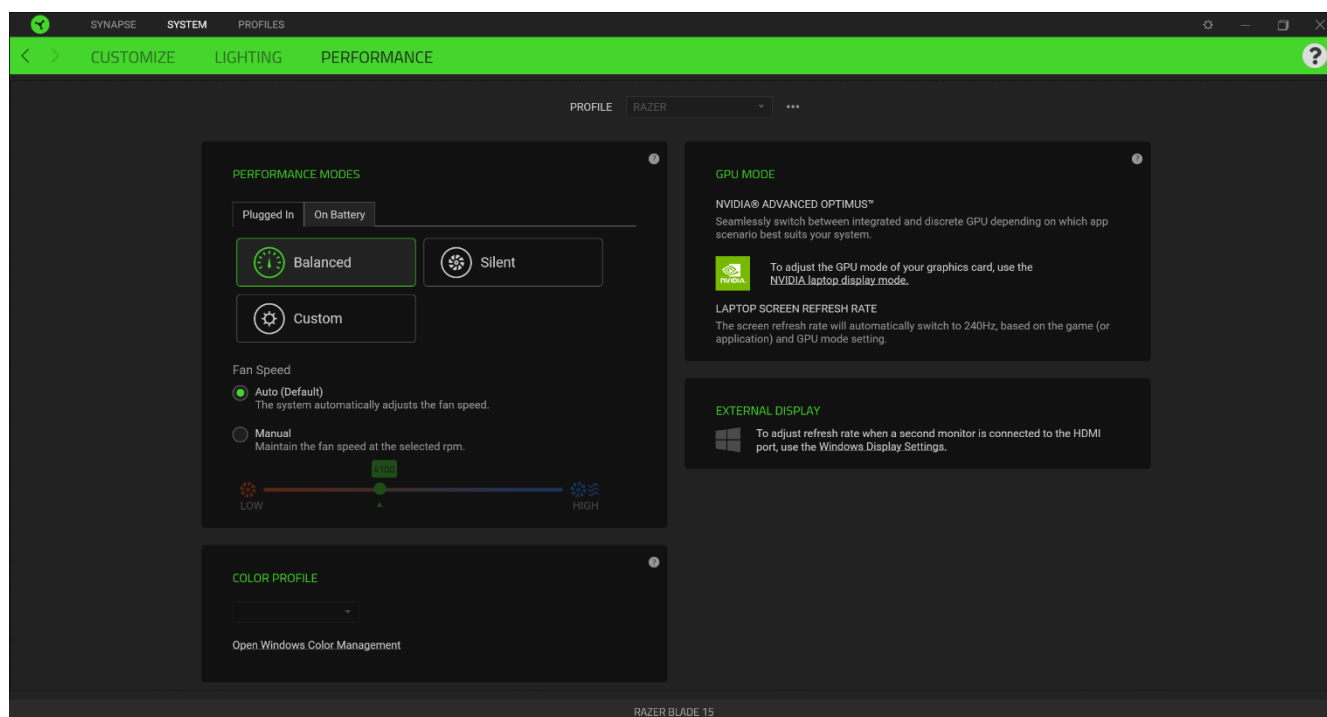 SYNAPSE SYSTEM PROFILES
CUSTOMIZE LIGHTING PERFORMANCE
?
PROFILE RAZER
?
PERFORMANCE MODES
Plugged In On Battery
Balanced Silent
Custom
Fan Speed
Auto (Default)
The system automatically adjusts the fan speed.
Manual
Maintain the fan speed at the selected rpm.
4100
LOW HIGH
?
COLOR PROFILE
Open Windows Color Management
?
GPU MODE
NVIDIA® ADVANCED OPTIMUS™
Seamlessly switch between integrated and discrete GPU depending on which app
scenario best suits your system.
NVIDIA.
To adjust the GPU mode of your graphics card, use the
NVIDIA laptop display mode.
LAPTOP SCREEN REFRESH RATE
The screen refresh rate will automatically switch to 240Hz, based on the game (or
application) and GPU mode setting.
EXTERNAL DISPLAY
To adjust refresh rate when a second monitor is connected to the HDMI
port, use the Windows Display Settings.
RAZER BLADE 15